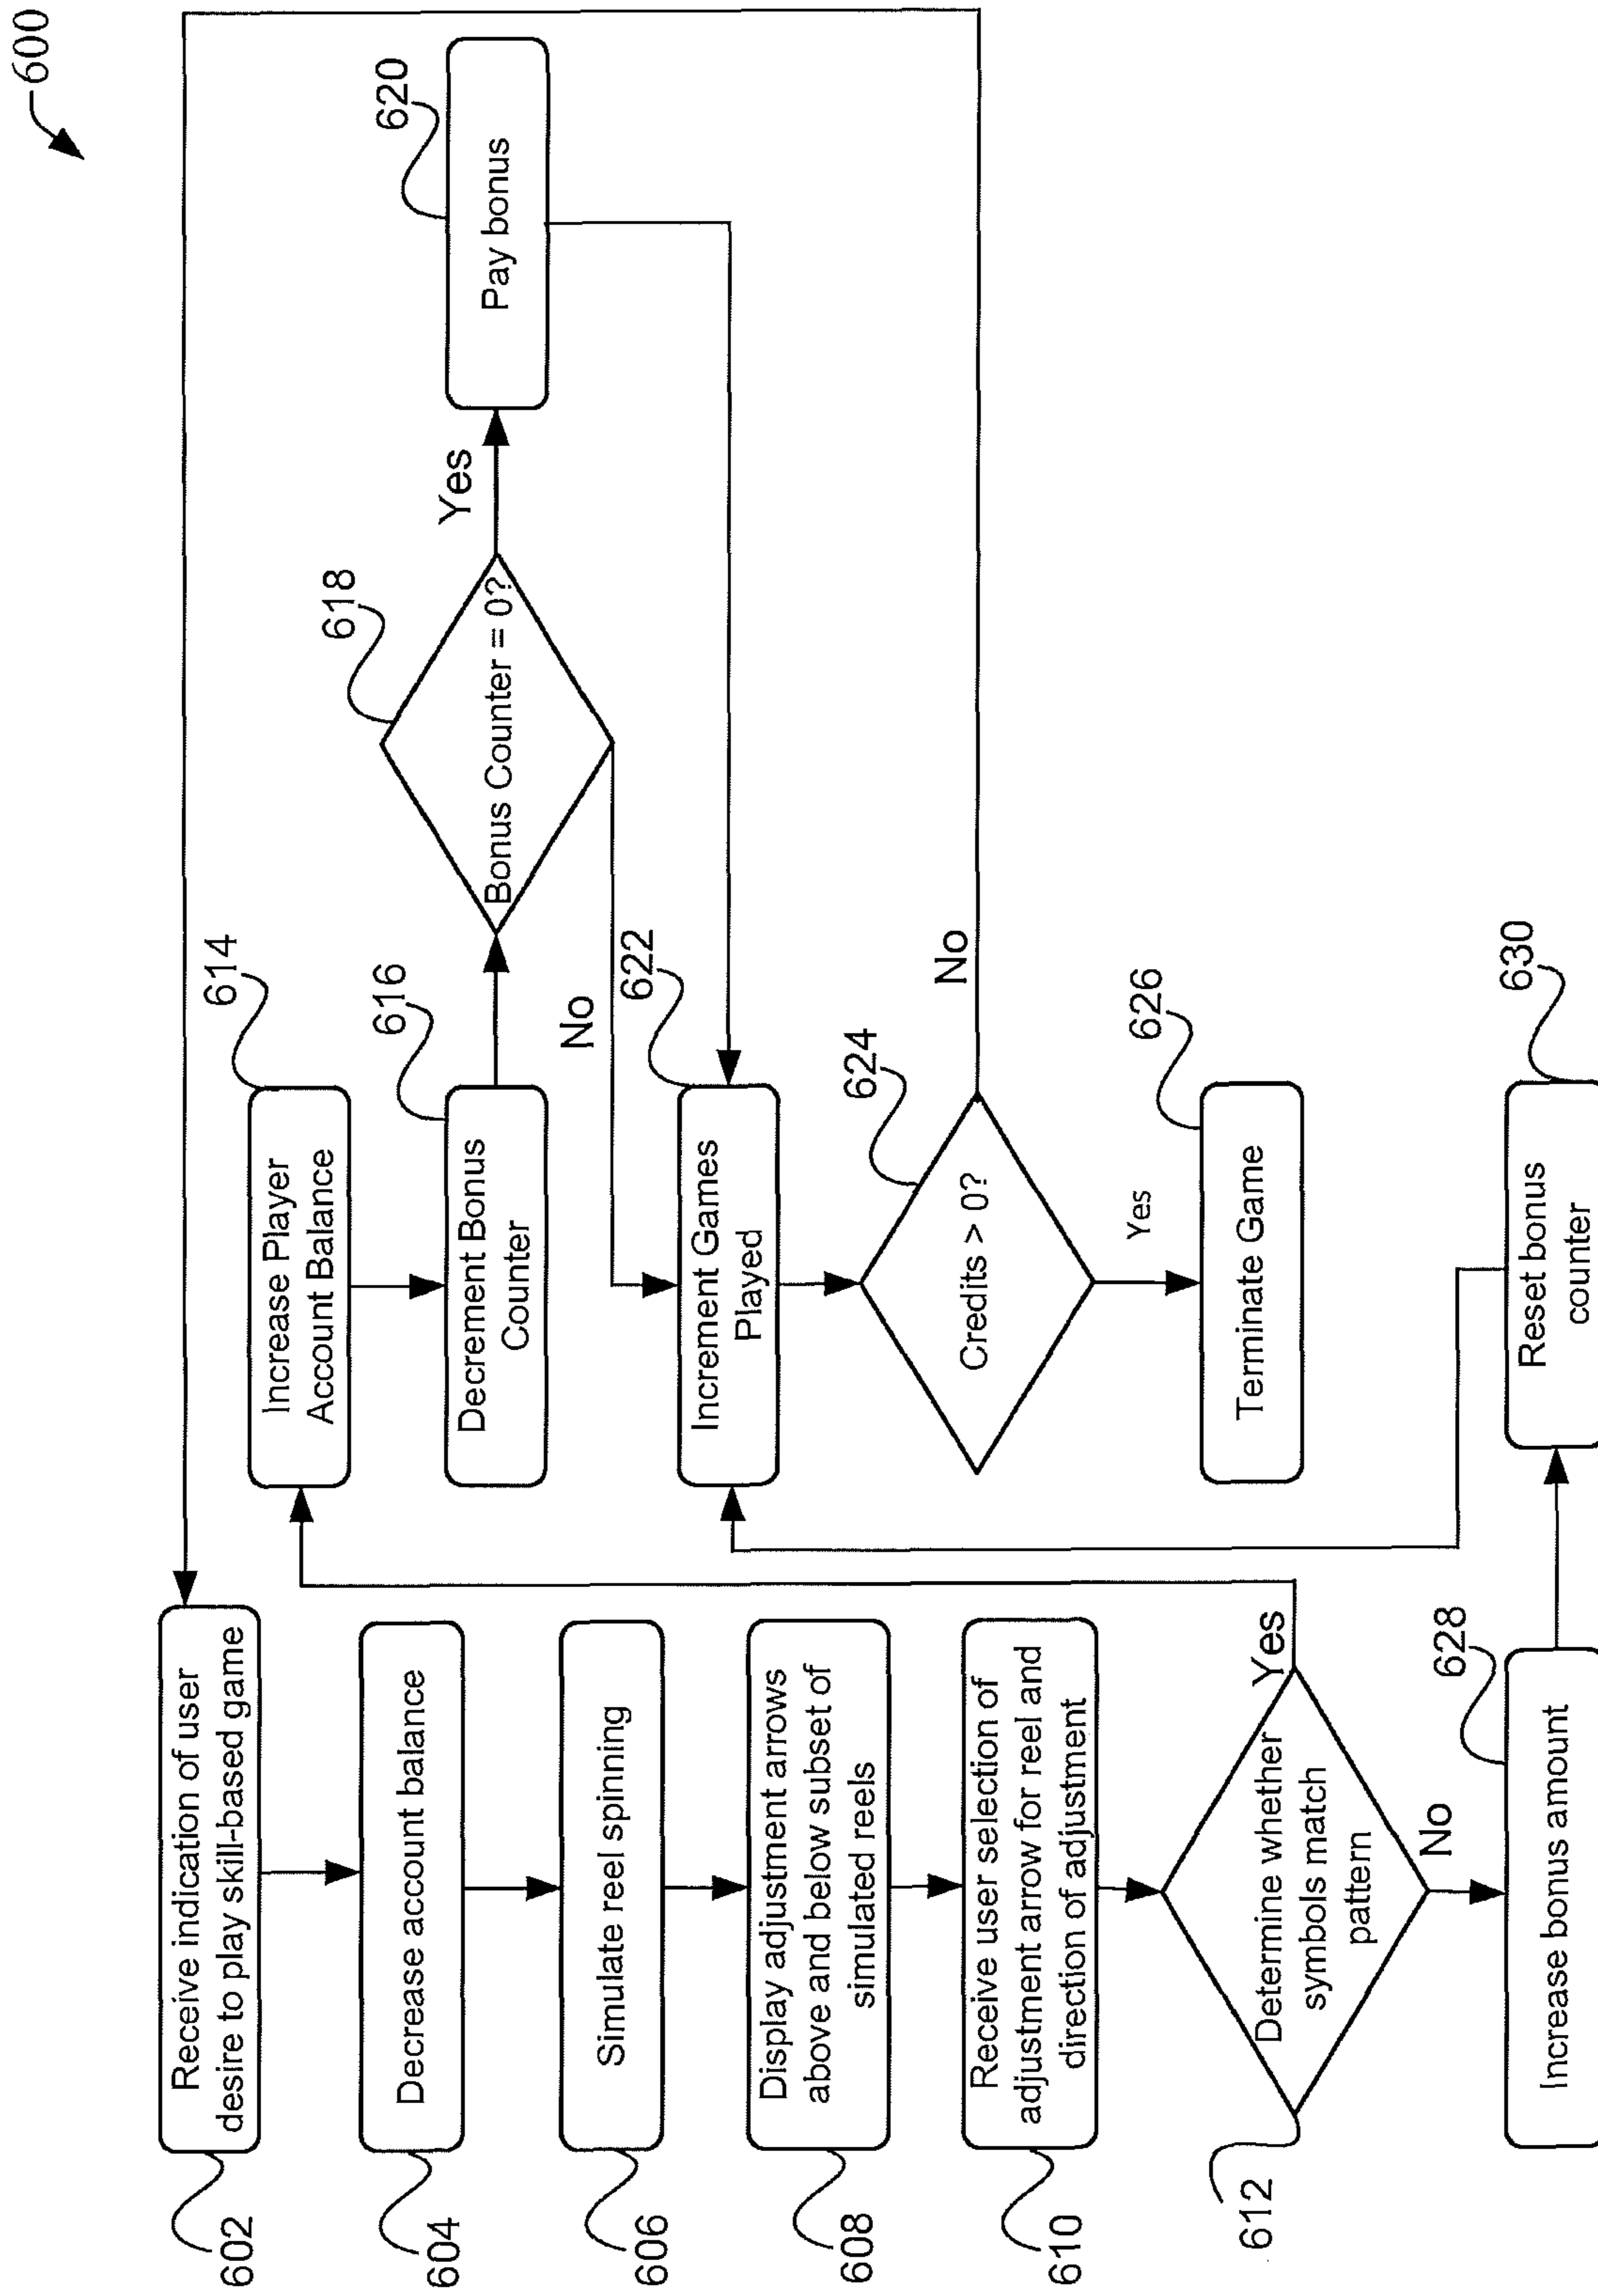 600
602
Receive indication of user
desire to play skill-based game
604
Decrease account balance
606
Simulate reel spinning
608
Display adjustment arrows
above and below subset of
simulated reels
610
Receive user selection of
adjustment arrow for reel and
direction of adjustment
612
Determine whether
symbols match
pattern
Yes
No
628
Increase bonus amount
630
Reset bonus
counter
614
Increase Player
Account Balance
616
Decrement Bonus
Counter
618
Bonus Counter = 0?
Yes
No
620
Pay bonus
622
Increment Games
Played
624
Credits > 0?
No
Yes
626
Terminate Game